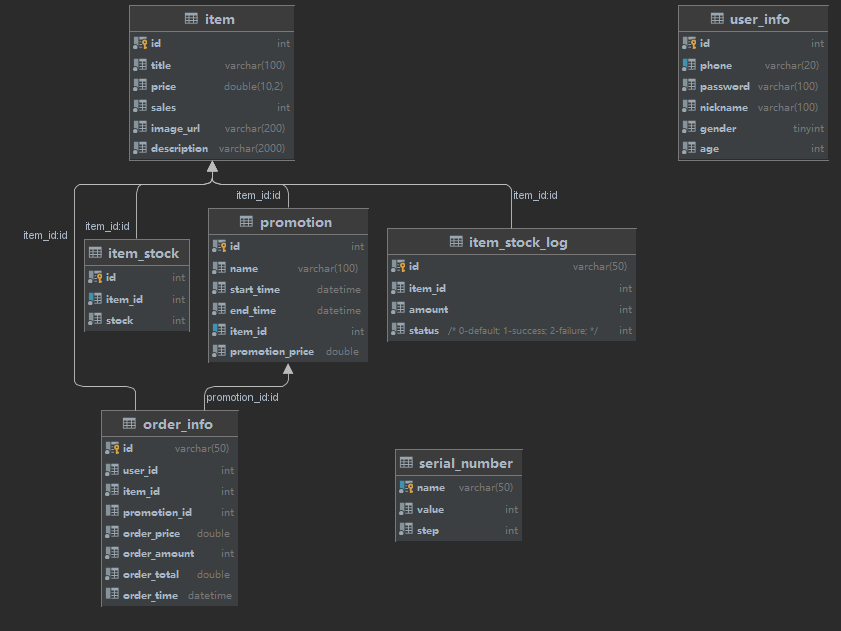 item
id int
title varchar(100)
price double(10,2)
sales int
image_url varchar(200)
description varchar(2000)
user_info
id int
phone varchar(20)
password varchar(100)
nickname varchar(100)
gender tinyint
age int
item_id:id
item_id:id
item_id:id
item_id:id
item_stock
id int
item_id int
stock int
promotion
id int
name varchar(100)
start_time datetime
end_time datetime
item_id int
promotion_price double
item_stock_log
id varchar(50)
item_id int
amount int
status /* 0-default; 1-success; 2-failure; */ int
promotion_id:id
order_info
id varchar(50)
user_id int
item_id int
promotion_id int
order_price double
order_amount int
order_total double
order_time datetime
serial_number
name varchar(50)
value int
step int